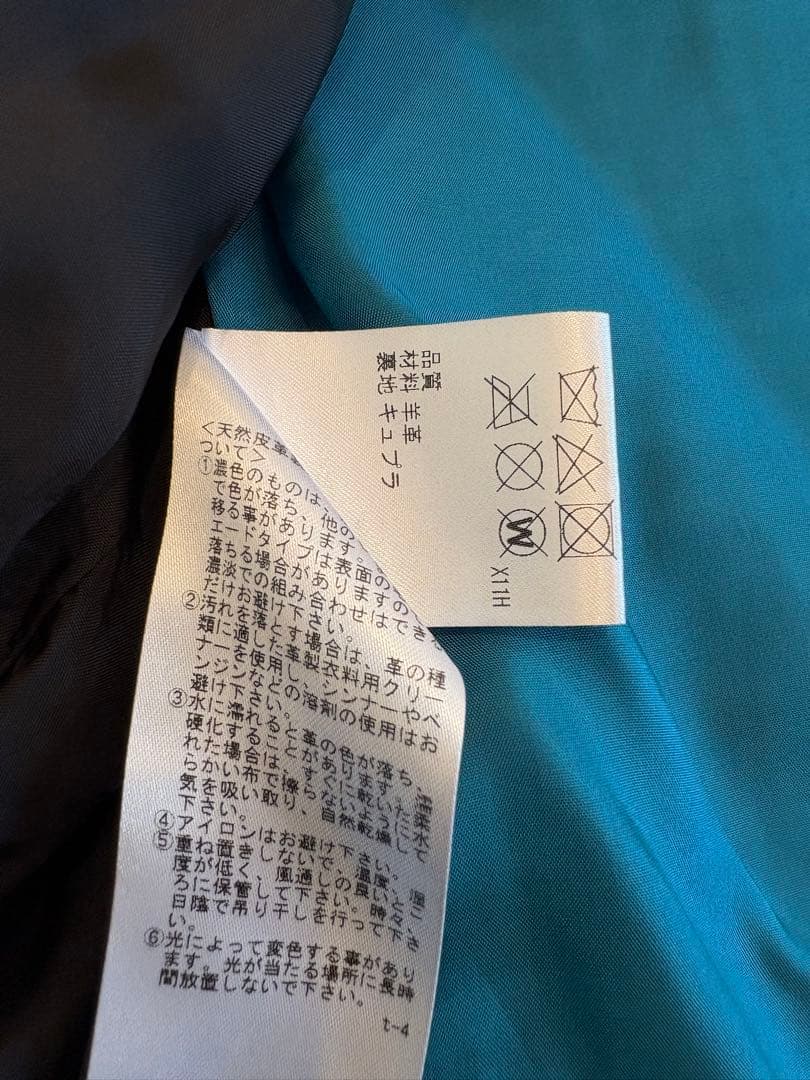 X11H
W
品質
材料 羊革
裏地 キュプラ
<天然皮革
ついて>
①濃色のものは、他の
で色が落ち、
移る事があります。表面の
エードタイプは表面の
落ちる場合がありますので
濃淡での組み合わせはできる
だけお避け下さい。
②汚れを落とす場合は、革の種
類に適した革製衣料用クリー
ナーを使用し、シンナーやベ
ンジンなどの溶剤の使用はお
避け下さい。
③水に濡れると革の色が落ち、
硬化することがあります。
れた場合は、すぐに乾いた
らかい布で擦らないよう
気を吸い取り、自然乾燥して
下さい。
④アイロンはお避け下さい。
⑤重ね置きしないで、温度、湿
度が低く、風通しの良いとこ
ろに保管して下さい。時々、
日陰で吊り干しを行って下さ
い。
⑥光によって変色する事があり
ます。光が当たる場所に長時
間放置しないで下さい。
t-4